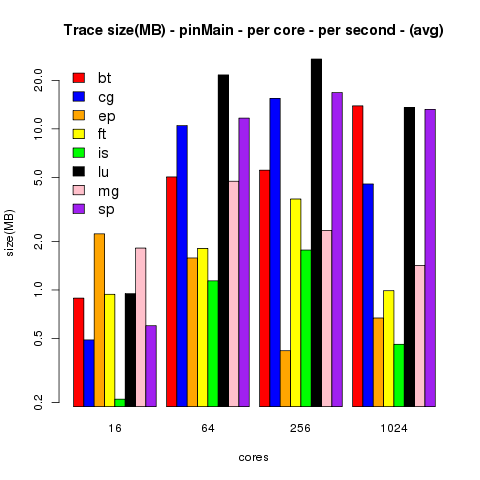 Trace size(MB) - pinMain - per core - per second - (avg)
bt
cg
ep
ft
is
lu
mg
sp
size(MB)
20.0
10.0
5.0
2.0
1.0
0.5
0.2
16 64 256 1024
cores